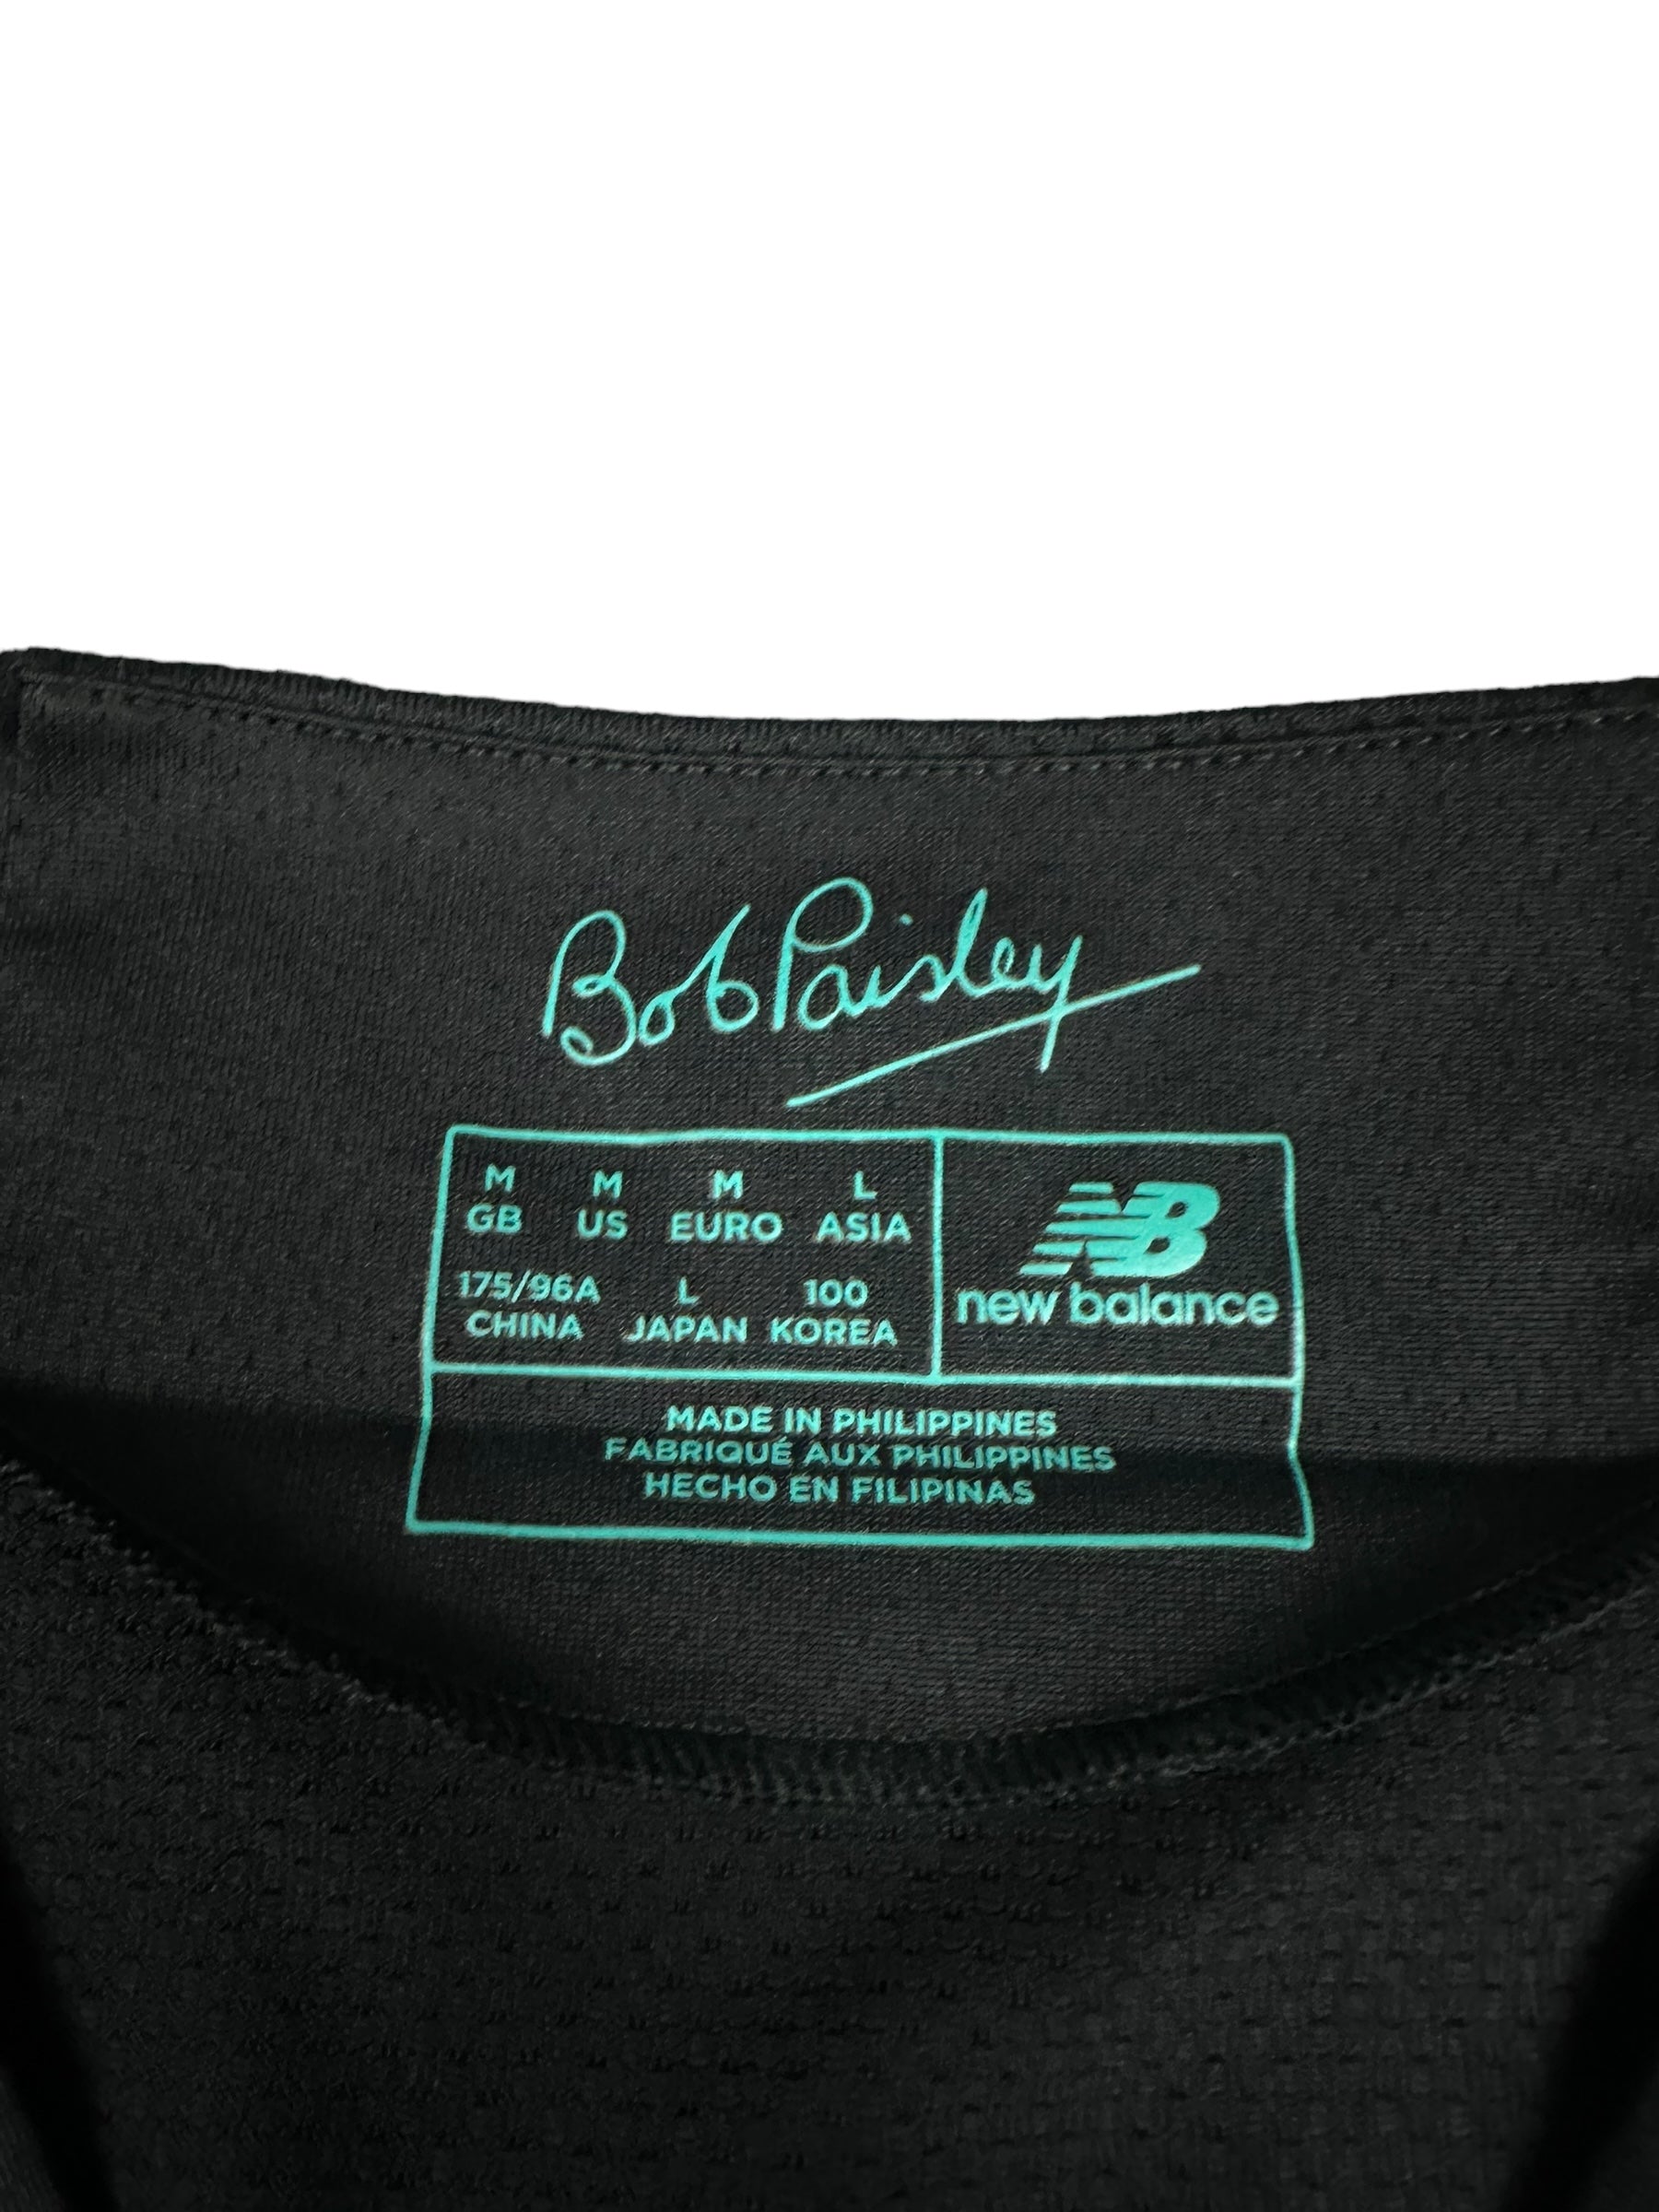 Bob Paisley
M M M L
GB US EURO ASIA
175/96A L 100
CHINA JAPAN KOREA
NB
new balance
MADE IN PHILIPPINES
FABRIQUÉ AUX PHILIPPINES
HECHO EN FILIPINAS